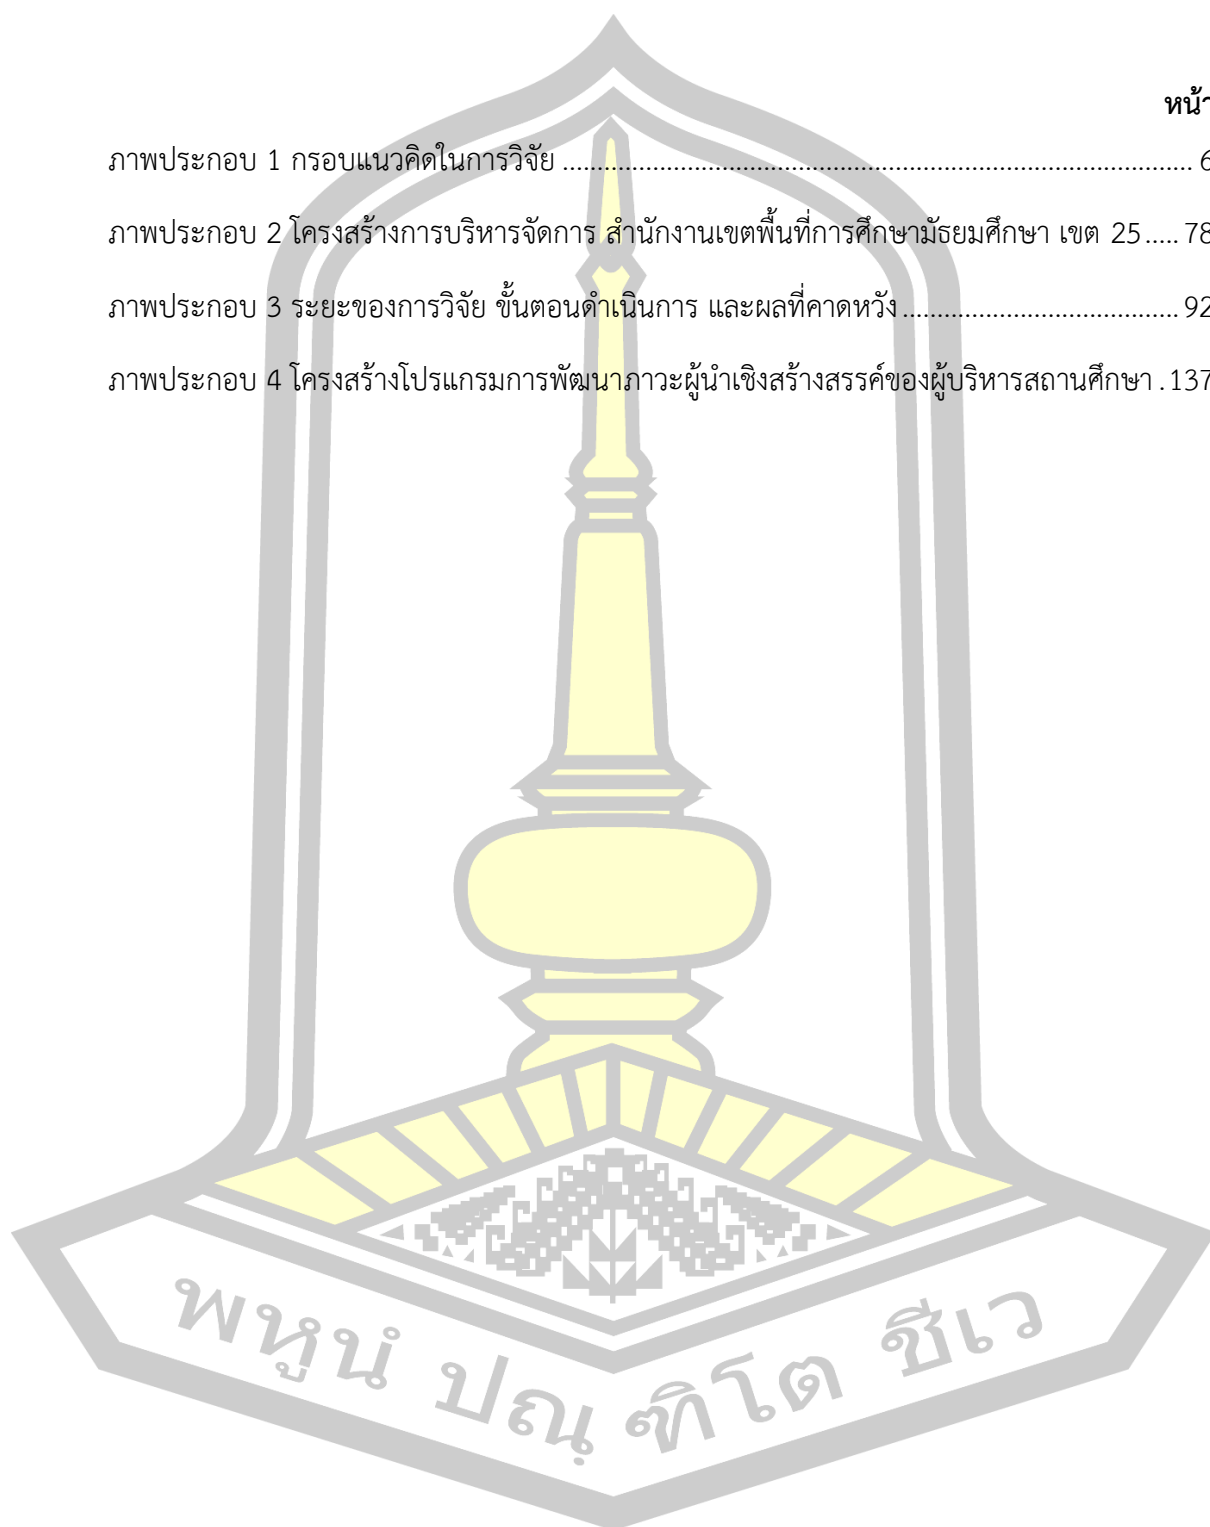 หน้า
ภาพประกอบ 1 กรอบแนวคิดในการวิจัย .......................................................................................... 6
ภาพประกอบ 2 โครงสร้างการบริหารจัดการ สำนักงานเขตพื้นที่การศึกษามัธยมศึกษา เขต 25 ..... 78
ภาพประกอบ 3 ระยะของการวิจัย ขั้นตอนดำเนินการ และผลที่คาดหวัง ........................................ 92
ภาพประกอบ 4 โครงสร้างโปรแกรมการพัฒนาภาวะผู้นำเชิงสร้างสรรค์ของผู้บริหารสถานศึกษา . 137
พหูนํ ปณฺ ฑิโต ชีเว